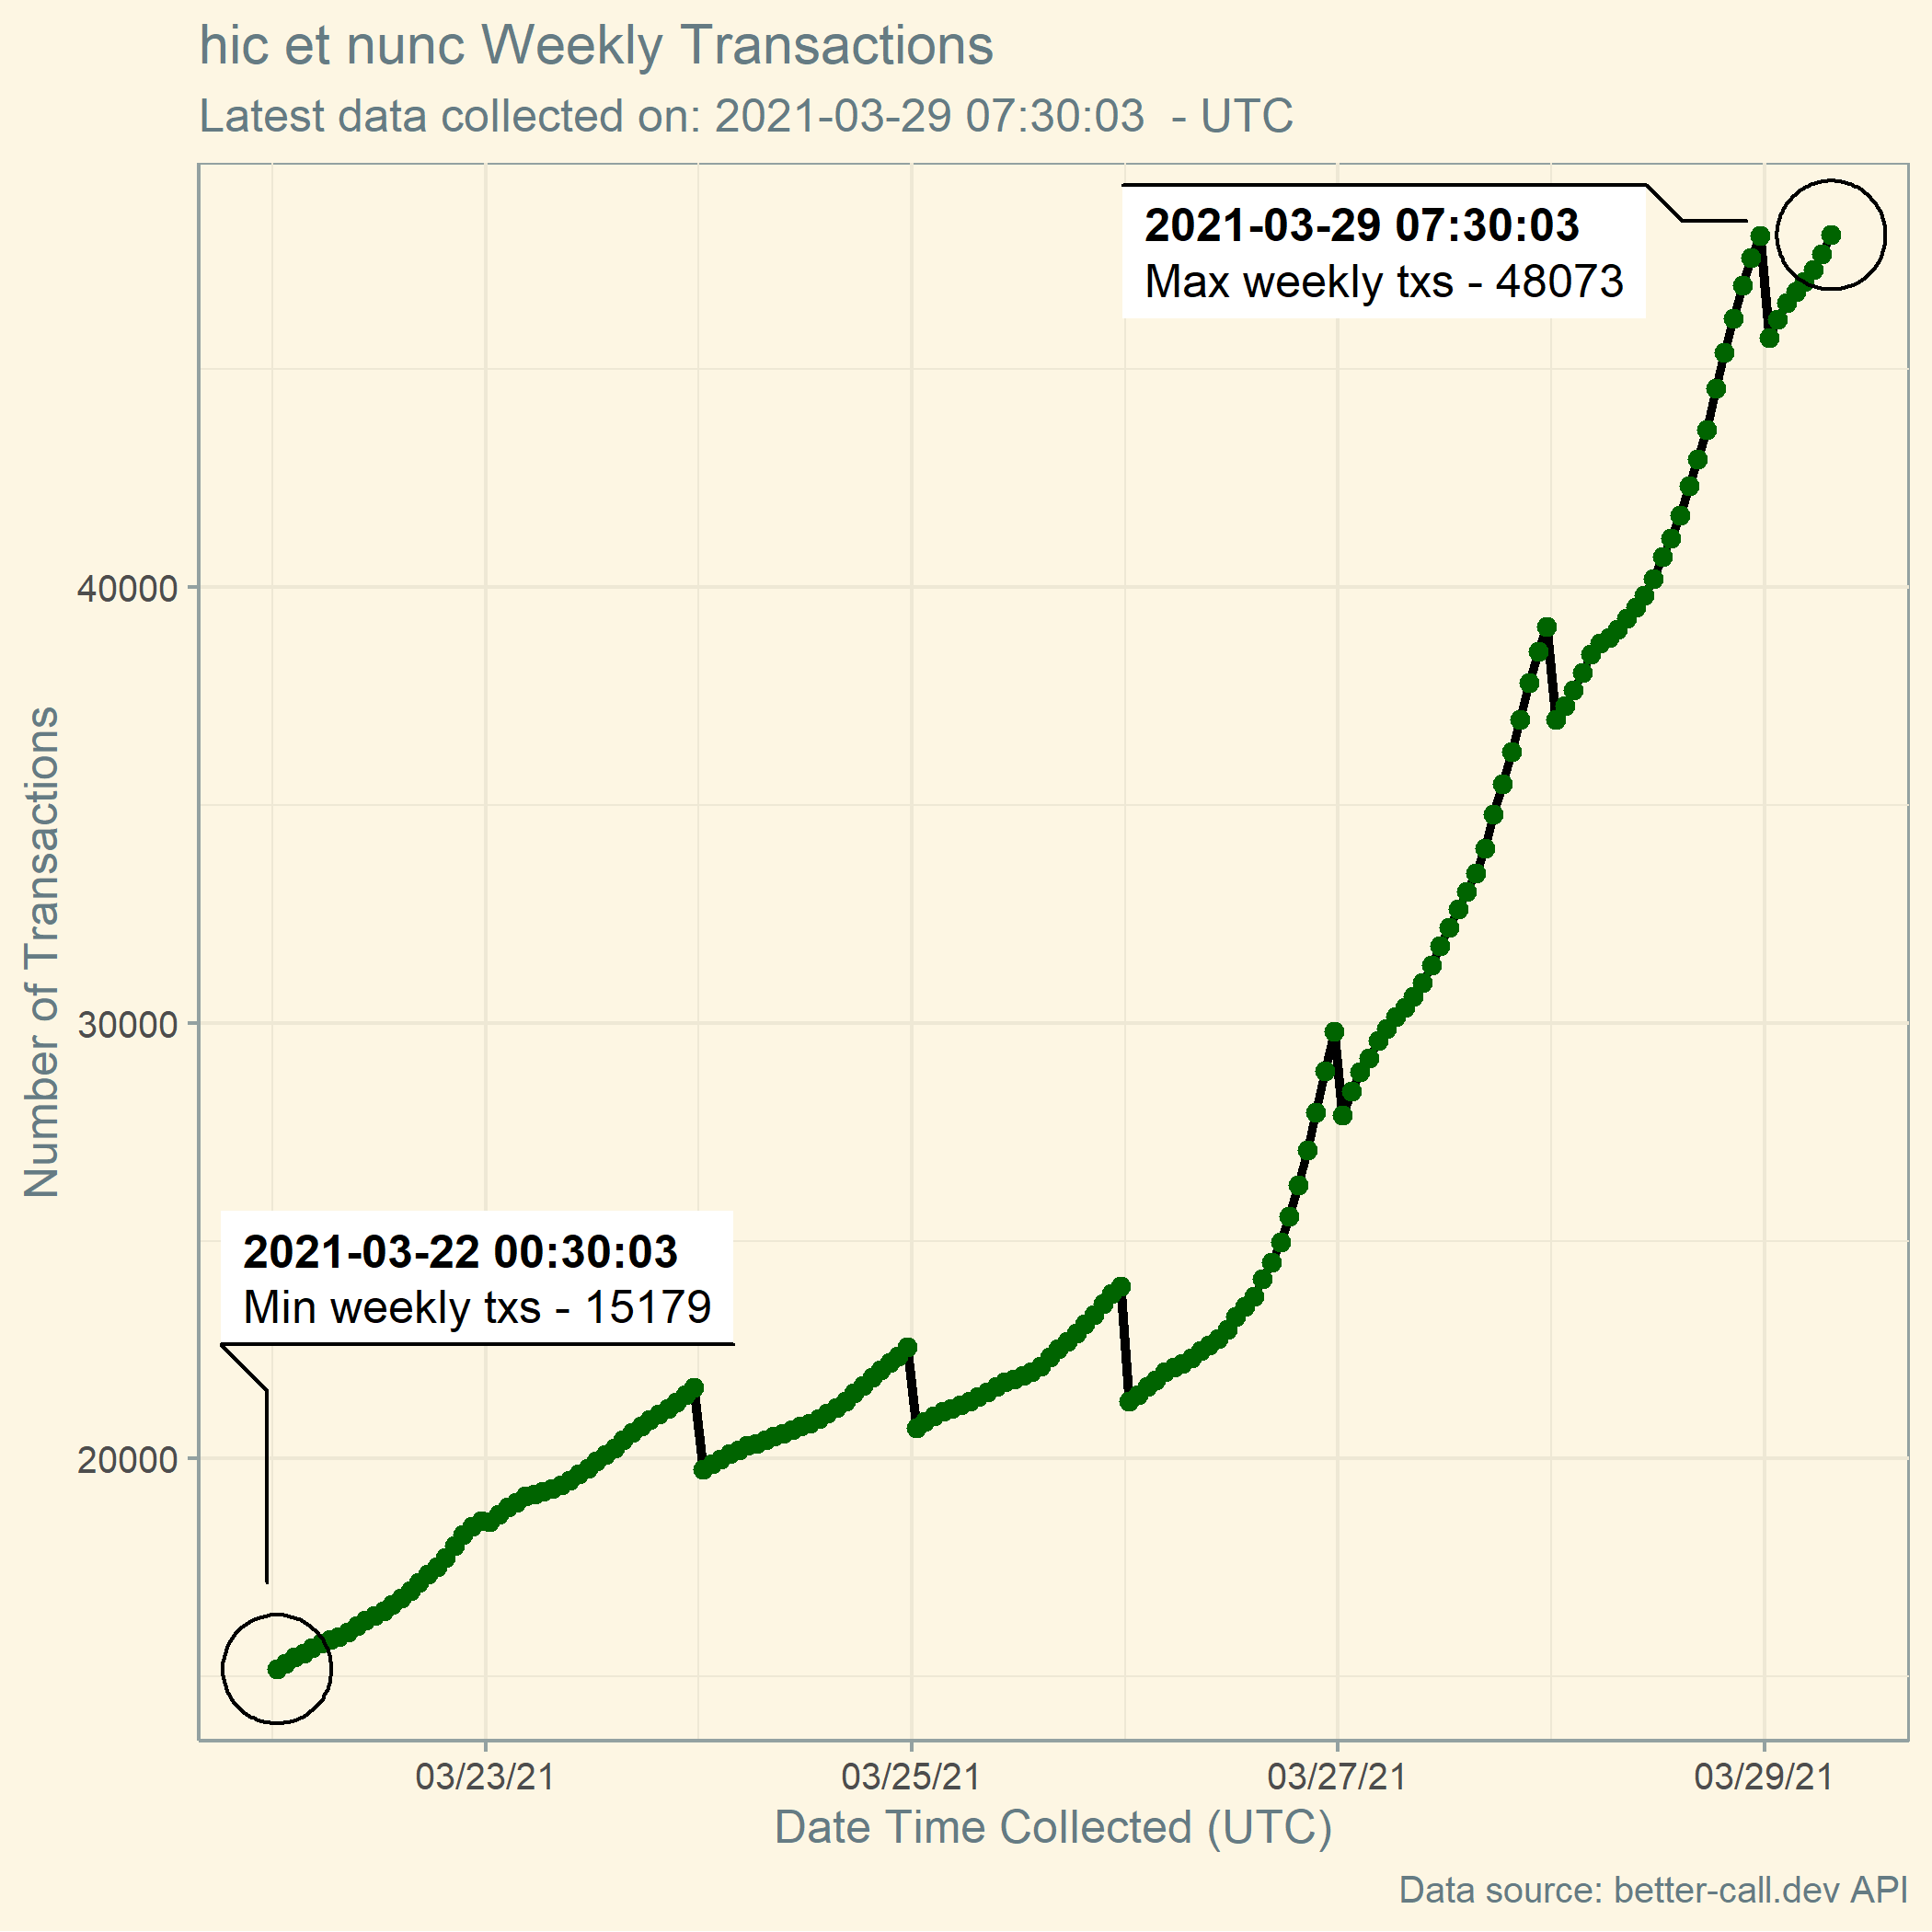 hic et nunc Weekly Transactions
Latest data collected on: 2021-03-29 07:30:03  - UTC
2021-03-29 07:30:03
Max weekly txs - 48073
Number of Transactions
40000
30000
20000
2021-03-22 00:30:03
Min weekly txs - 15179
03/23/21
03/25/21
03/27/21
03/29/21
Date Time Collected (UTC)
Data source: better-call.dev API